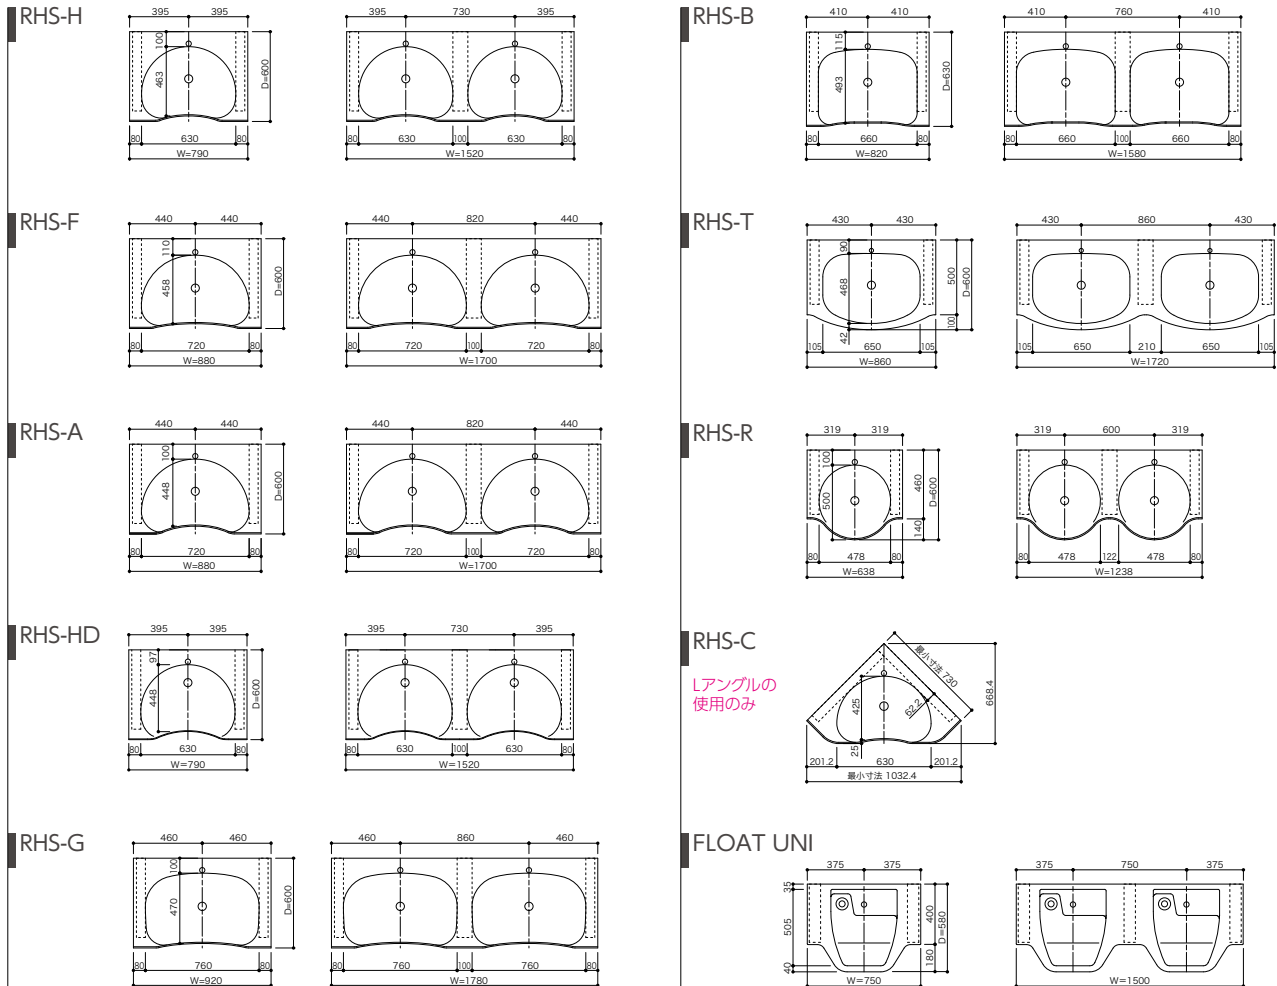 RHS-H
395 395
100
463
D=600
80 630 80
W=790
395 730 395
80 630 100 630 80
W=1520
RHS-F
440 440
110
458
D=600
80 720 80
W=880
440 820 440
80 720 100 720 80
W=1700
RHS-A
440 440
100
448
D=600
80 720 80
W=880
440 820 440
80 720 100 720 80
W=1700
RHS-HD
395 395
97
448
D=600
80 630 80
W=790
395 730 395
80 630 100 630 80
W=1520
RHS-G
460 460
100
470
D=600
80 760 80
W=920
460 860 460
80 760 100 760 80
W=1780
RHS-B
410 410
115
493
D=630
80 660 80
W=820
410 760 410
80 660 100 660 80
W=1580
RHS-T
430 430
90
468
42
500
100
D=600
105 650 105
W=860
430 860 430
105 650 210 650 105
W=1720
RHS-R
319 319
100
500
460
140
D=600
80 478 80
W=638
319 600 319
80 478 122 478 80
W=1238
RHS-C
Lアングルの
使用のみ
最小寸法 730
668.4
425
62.2
25
201.2 630 201.2
最小寸法 1032.4
FLOAT UNI
375 375
35
505
40
400
180
D=580
W=750
375 750 375
W=1500